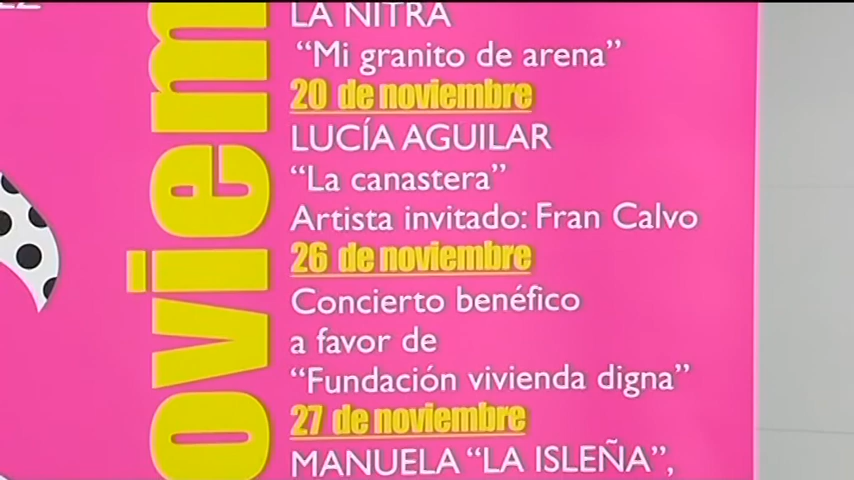 LA NITRA
“Mi granito de arena”
20 de noviembre
LUCÍA AGUILAR
“La canastera”
Artista invitado: Fran Calvo
26 de noviembre
Concierto benéfico
a favor de
“Fundación vivienda digna”
27 de noviembre
MANUELA “LA ISLEÑA”,
oviem